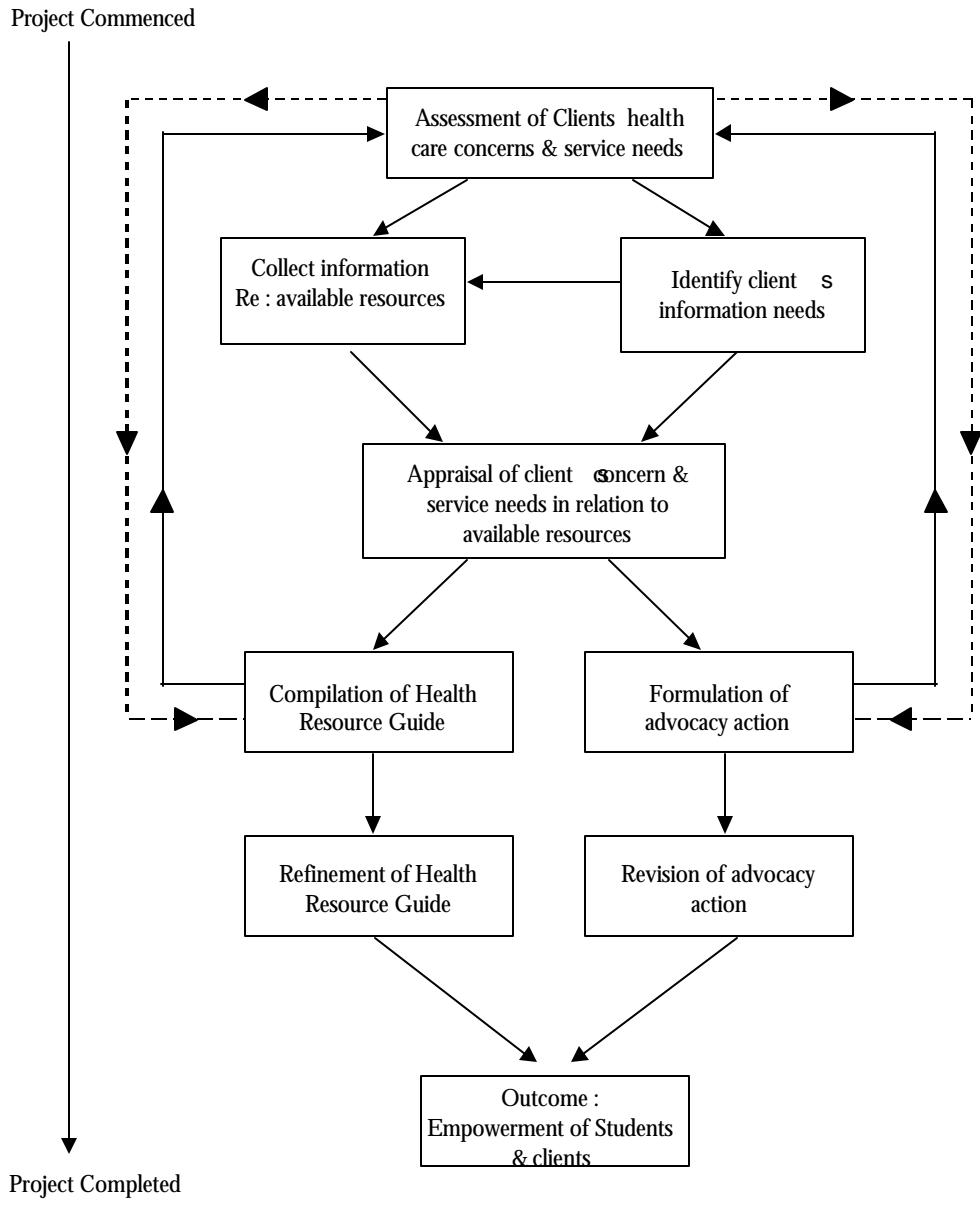 Project Commenced
Assessment of Clients health
care concerns & service needs
Collect information
Re : available resources
Identify client s
information needs
Appraisal of client s concern &
service needs in relation to
available resources
Compilation of Health
Resource Guide
Formulation of
advocacy action
Refinement of Health
Resource Guide
Revision of advocacy
action
Outcome :
Empowerment of Students
& clients
Project Completed